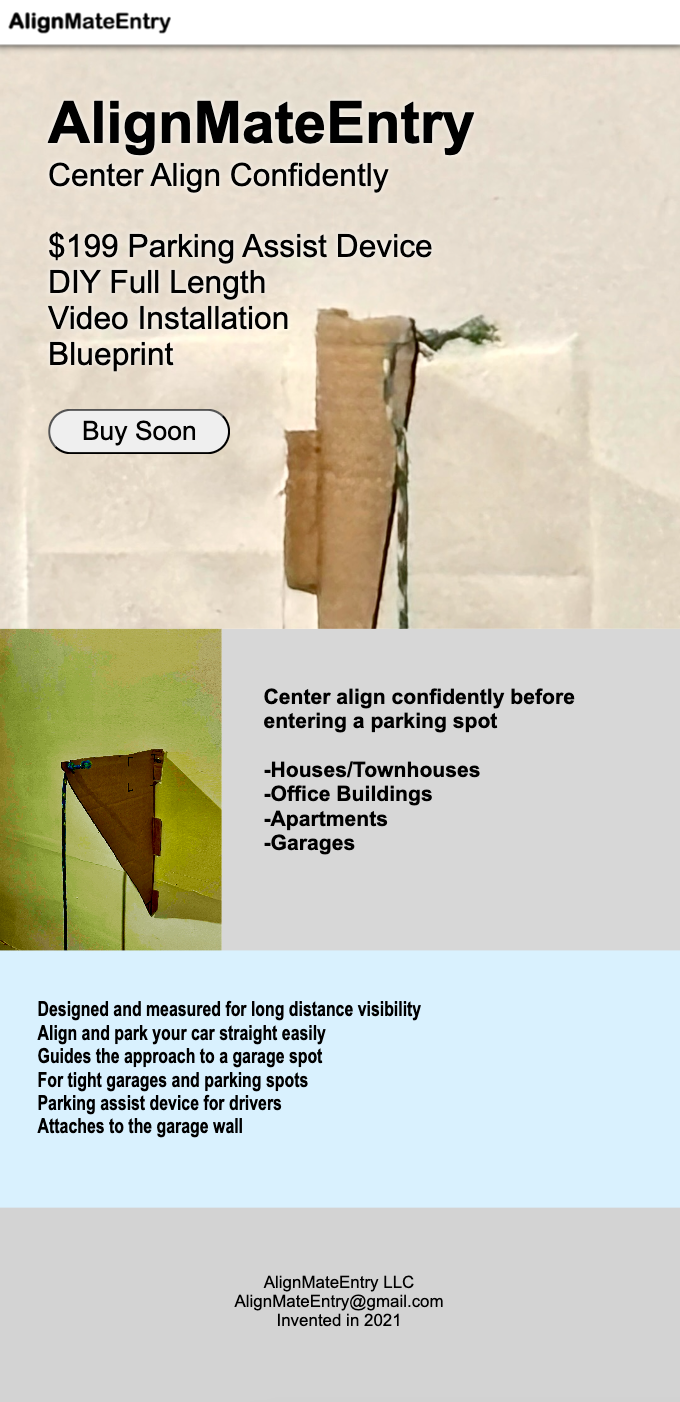 AlignMateEntry
AlignMateEntry
Center Align Confidently
$199 Parking Assist Device
DIY Full Length
Video Installation
Blueprint
Buy Soon
Center align confidently before
entering a parking spot
-Houses/Townhouses
-Office Buildings
-Apartments
-Garages
Designed and measured for long distance visibility
Align and park your car straight easily
Guides the approach to a garage spot
For tight garages and parking spots
Parking assist device for drivers
Attaches to the garage wall
AlignMateEntry LLC
AlignMateEntry@gmail.com
Invented in 2021